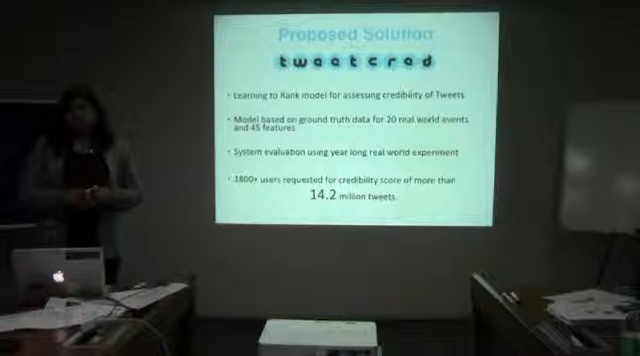 Proposed Solution
tweetcred
• Learning to Rank model for assessing credibility of Tweets
• Model based on ground truth data for 20 real world events
and 45 features
• System evaluation using year long real world experiment
• 1800+ users requested for credibility score of more than
14.2 million tweets.